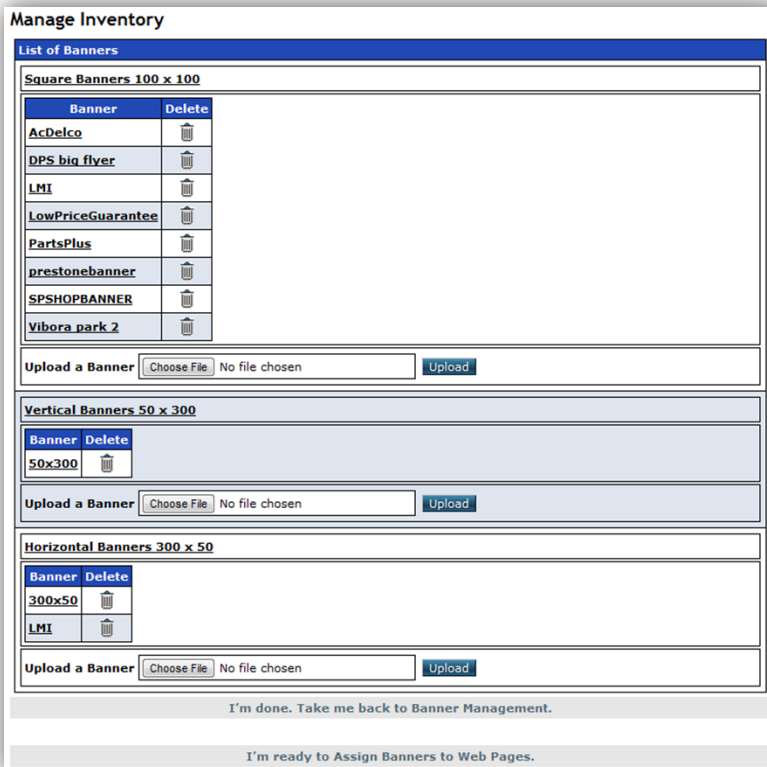 Manage Inventory
List of Banners
Square Banners 100 x 100
Banner Delete
AcDelco
DPS big flyer
LMI
LowPriceGuarantee
PartsPlus
prestonebanner
SPSHOPBANNER
Vibora park 2
Upload a Banner Choose File No file chosen Upload
Vertical Banners 50 x 300
Banner Delete
50x300
Upload a Banner Choose File No file chosen Upload
Horizontal Banners 300 x 50
Banner Delete
300x50
LMI
Upload a Banner Choose File No file chosen Upload
I'm done. Take me back to Banner Management.
I'm ready to Assign Banners to Web Pages.